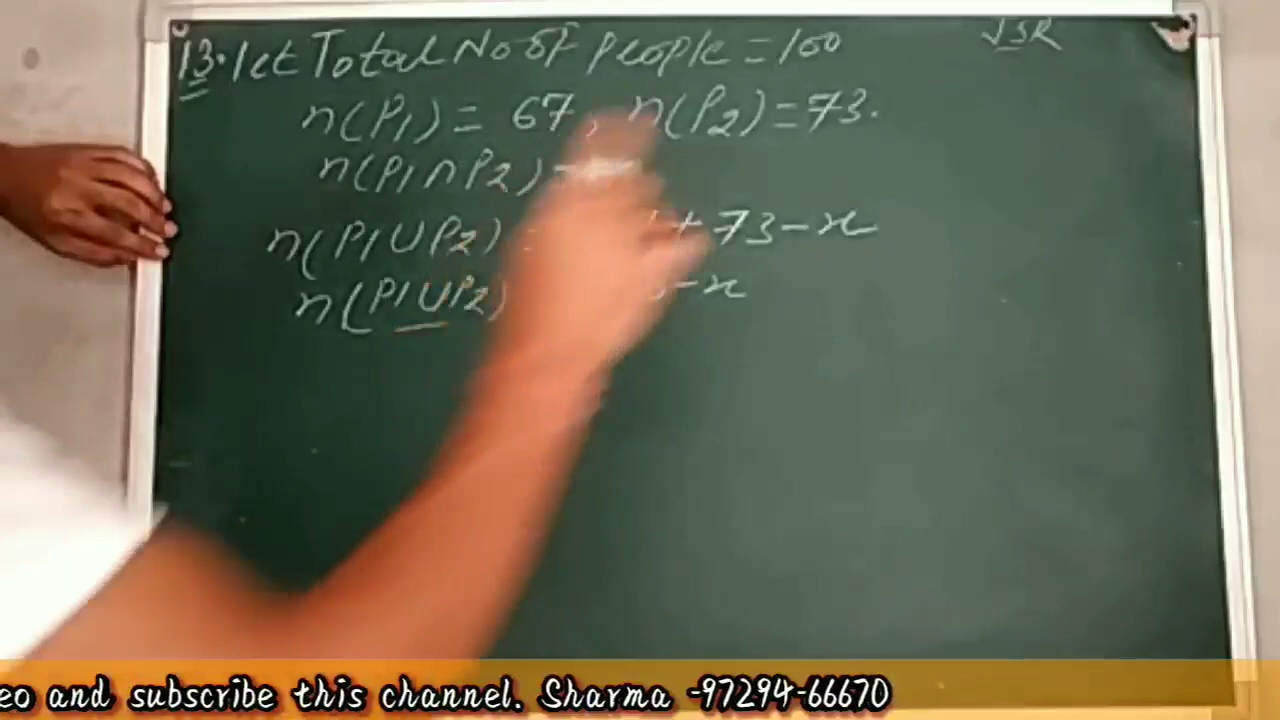 13. let Total No of people = 100
JSR
n(P1) = 67, n(P2) = 73.
n(P1∩P2)
n(P1∪P2) = + 73 - x
n(P1∪P2) - x
eo and subscribe this channel. Sharma -97294-66670